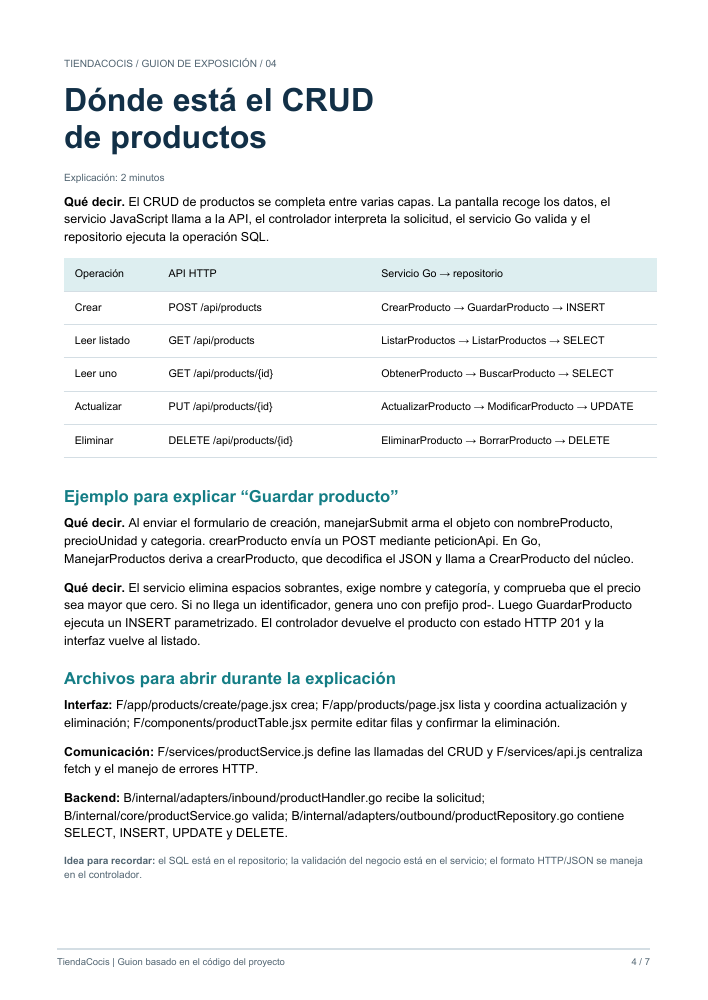 TIENDACOCIS / GUION DE EXPOSICIÓN / 04
Dónde está el CRUD
de productos
Explicación: 2 minutos
Qué decir. El CRUD de productos se completa entre varias capas. La pantalla recoge los datos, el
servicio JavaScript llama a la API, el controlador interpreta la solicitud, el servicio Go valida y el
repositorio ejecuta la operación SQL.
Operación API HTTP Servicio Go → repositorio
Crear POST /api/products CrearProducto → GuardarProducto → INSERT
Leer listado GET /api/products ListarProductos → ListarProductos → SELECT
Leer uno GET /api/products/{id} ObtenerProducto → BuscarProducto → SELECT
Actualizar PUT /api/products/{id} ActualizarProducto → ModificarProducto → UPDATE
Eliminar DELETE /api/products/{id} EliminarProducto → BorrarProducto → DELETE
Ejemplo para explicar “Guardar producto”
Qué decir. Al enviar el formulario de creación, manejarSubmit arma el objeto con nombreProducto,
precioUnidad y categoria. crearProducto envía un POST mediante peticionApi. En Go,
ManejarProductos deriva a crearProducto, que decodifica el JSON y llama a CrearProducto del núcleo.
Qué decir. El servicio elimina espacios sobrantes, exige nombre y categoría, y comprueba que el precio
sea mayor que cero. Si no llega un identificador, genera uno con prefijo prod-. Luego GuardarProducto
ejecuta un INSERT parametrizado. El controlador devuelve el producto con estado HTTP 201 y la
interfaz vuelve al listado.
Archivos para abrir durante la explicación
Interfaz: F/app/products/create/page.jsx crea; F/app/products/page.jsx lista y coordina actualización y
eliminación; F/components/productTable.jsx permite editar filas y confirmar la eliminación.
Comunicación: F/services/productService.js define las llamadas del CRUD y F/services/api.js centraliza
fetch y el manejo de errores HTTP.
Backend: B/internal/adapters/inbound/productHandler.go recibe la solicitud;
B/internal/core/productService.go valida; B/internal/adapters/outbound/productRepository.go contiene
SELECT, INSERT, UPDATE y DELETE.
Idea para recordar: el SQL está en el repositorio; la validación del negocio está en el servicio; el formato HTTP/JSON se maneja
en el controlador.
TiendaCocis | Guion basado en el código del proyecto 4 / 7